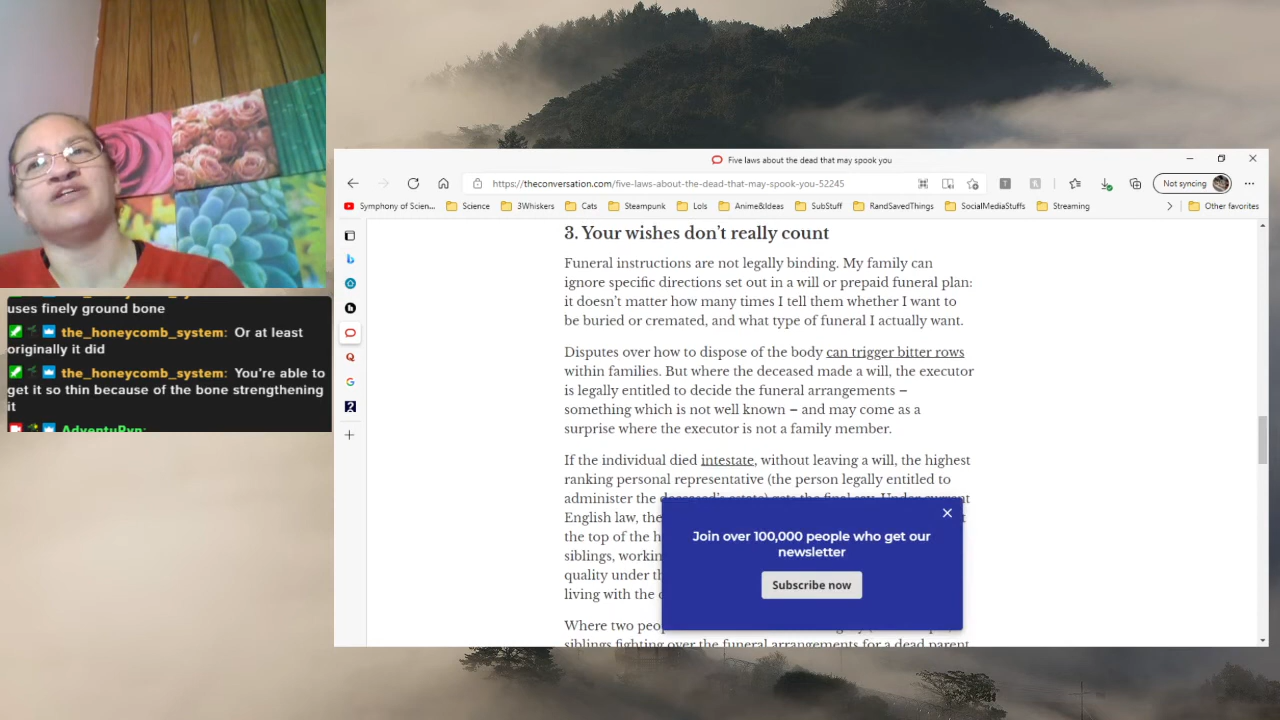 uses finely ground bone
the_honeycomb_system: Or at least
originally it did
the_honeycomb_system: You're able to
get it so thin because of the bone strengthening
it
AdventuRyn:
Five laws about the dead that may spook you
https://theconversation.com/five-laws-about-the-dead-that-may-spook-you-52245
Not syncing
Symphony of Scien... Science 3Whiskers Cats Steampunk Lols Anime&Ideas SubStuff RandSavedThings SocialMediaStuffs Streaming Other favorites
3. Your wishes don't really count
Funeral instructions are not legally binding. My family can
ignore specific directions set out in a will or prepaid funeral plan:
it doesn't matter how many times I tell them whether I want to
be buried or cremated, and what type of funeral I actually want.
Disputes over how to dispose of the body can trigger bitter rows
within families. But where the deceased made a will, the executor
is legally entitled to decide the funeral arrangements –
something which is not well known – and may come as a
surprise where the executor is not a family member.
If the individual died intestate, without leaving a will, the highest
ranking personal representative (the person legally entitled to
administer the
English law, the
the top of the h
siblings, workin
quality under th
living with the
Where two peo
siblings fighting over the funeral arrangements for a dead parent
Join over 100,000 people who get our
newsletter
Subscribe now